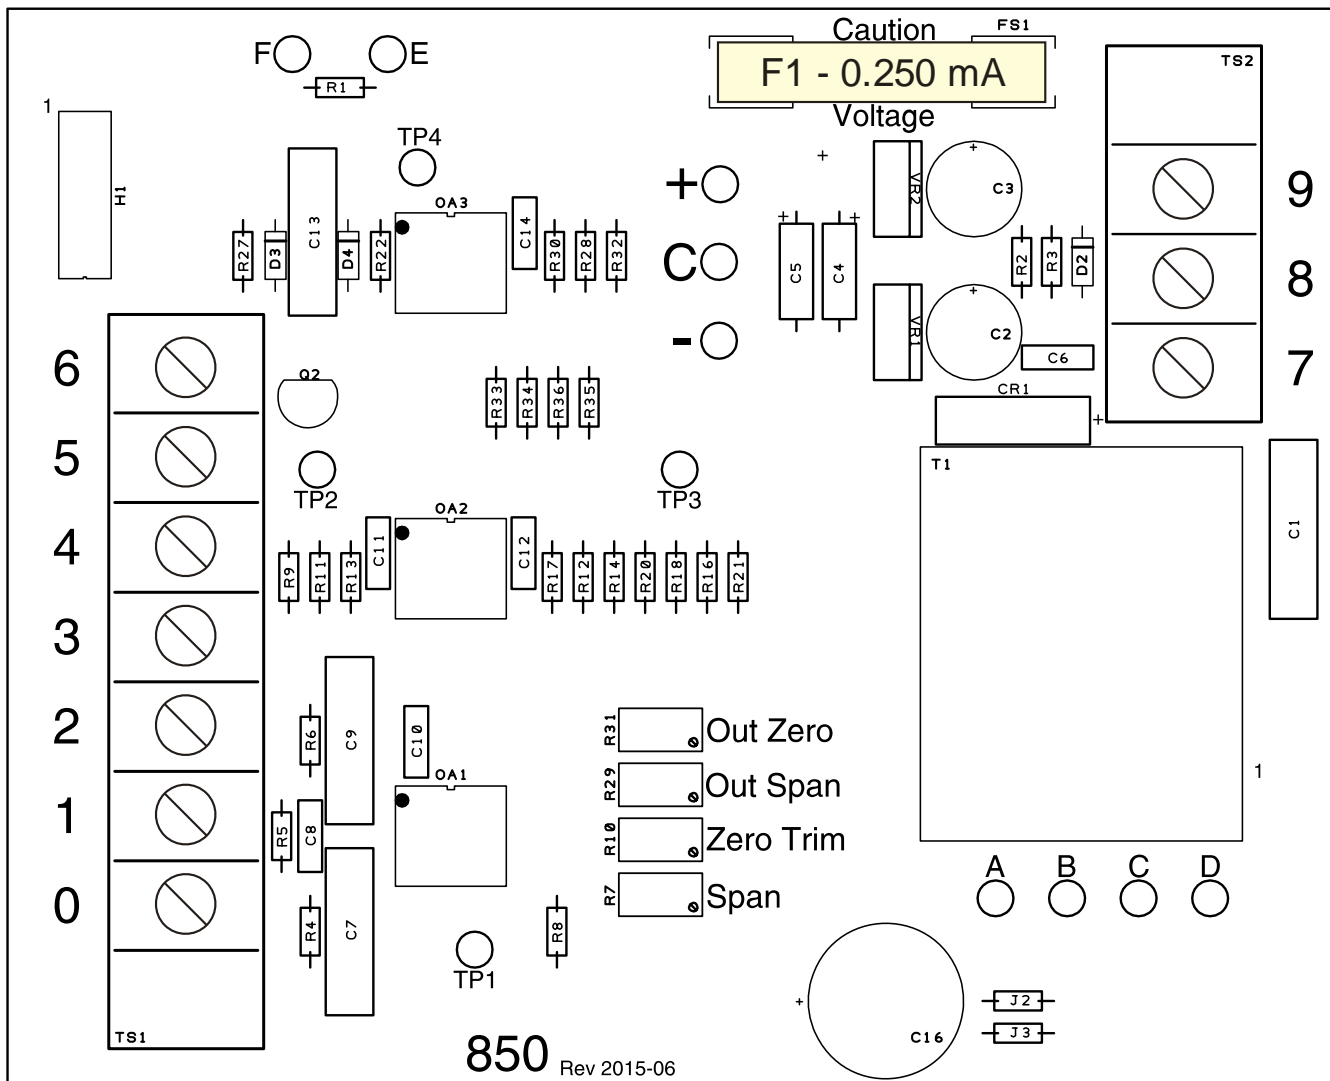 Caution
FS1
F1 - 0.250 mA
Voltage
TS2
F
E
R1
1
H1
TP4
OA3
R27
D3
C13
D4
R22
C14
R30
R28
R32
+
C
-
+
+
C5
+
C4
VR2
+
C3
VR1
+
C2
R2
R3
D2
C6
CR1
+
9
8
7
6
5
4
3
2
1
0
TS1
Q2
R33
R34
R36
R35
TP2
TP3
OA2
R9
R11
R13
C11
C12
R17
R12
R14
R20
R18
R16
R21
T1
C1
1
R6
C9
C10
OA1
R5
C8
R4
C7
R8
TP1
R31 Out Zero
R29 Out Span
R10 Zero Trim
R7 Span
A B C D
+
C16
J2
J3
850 Rev 2015-06